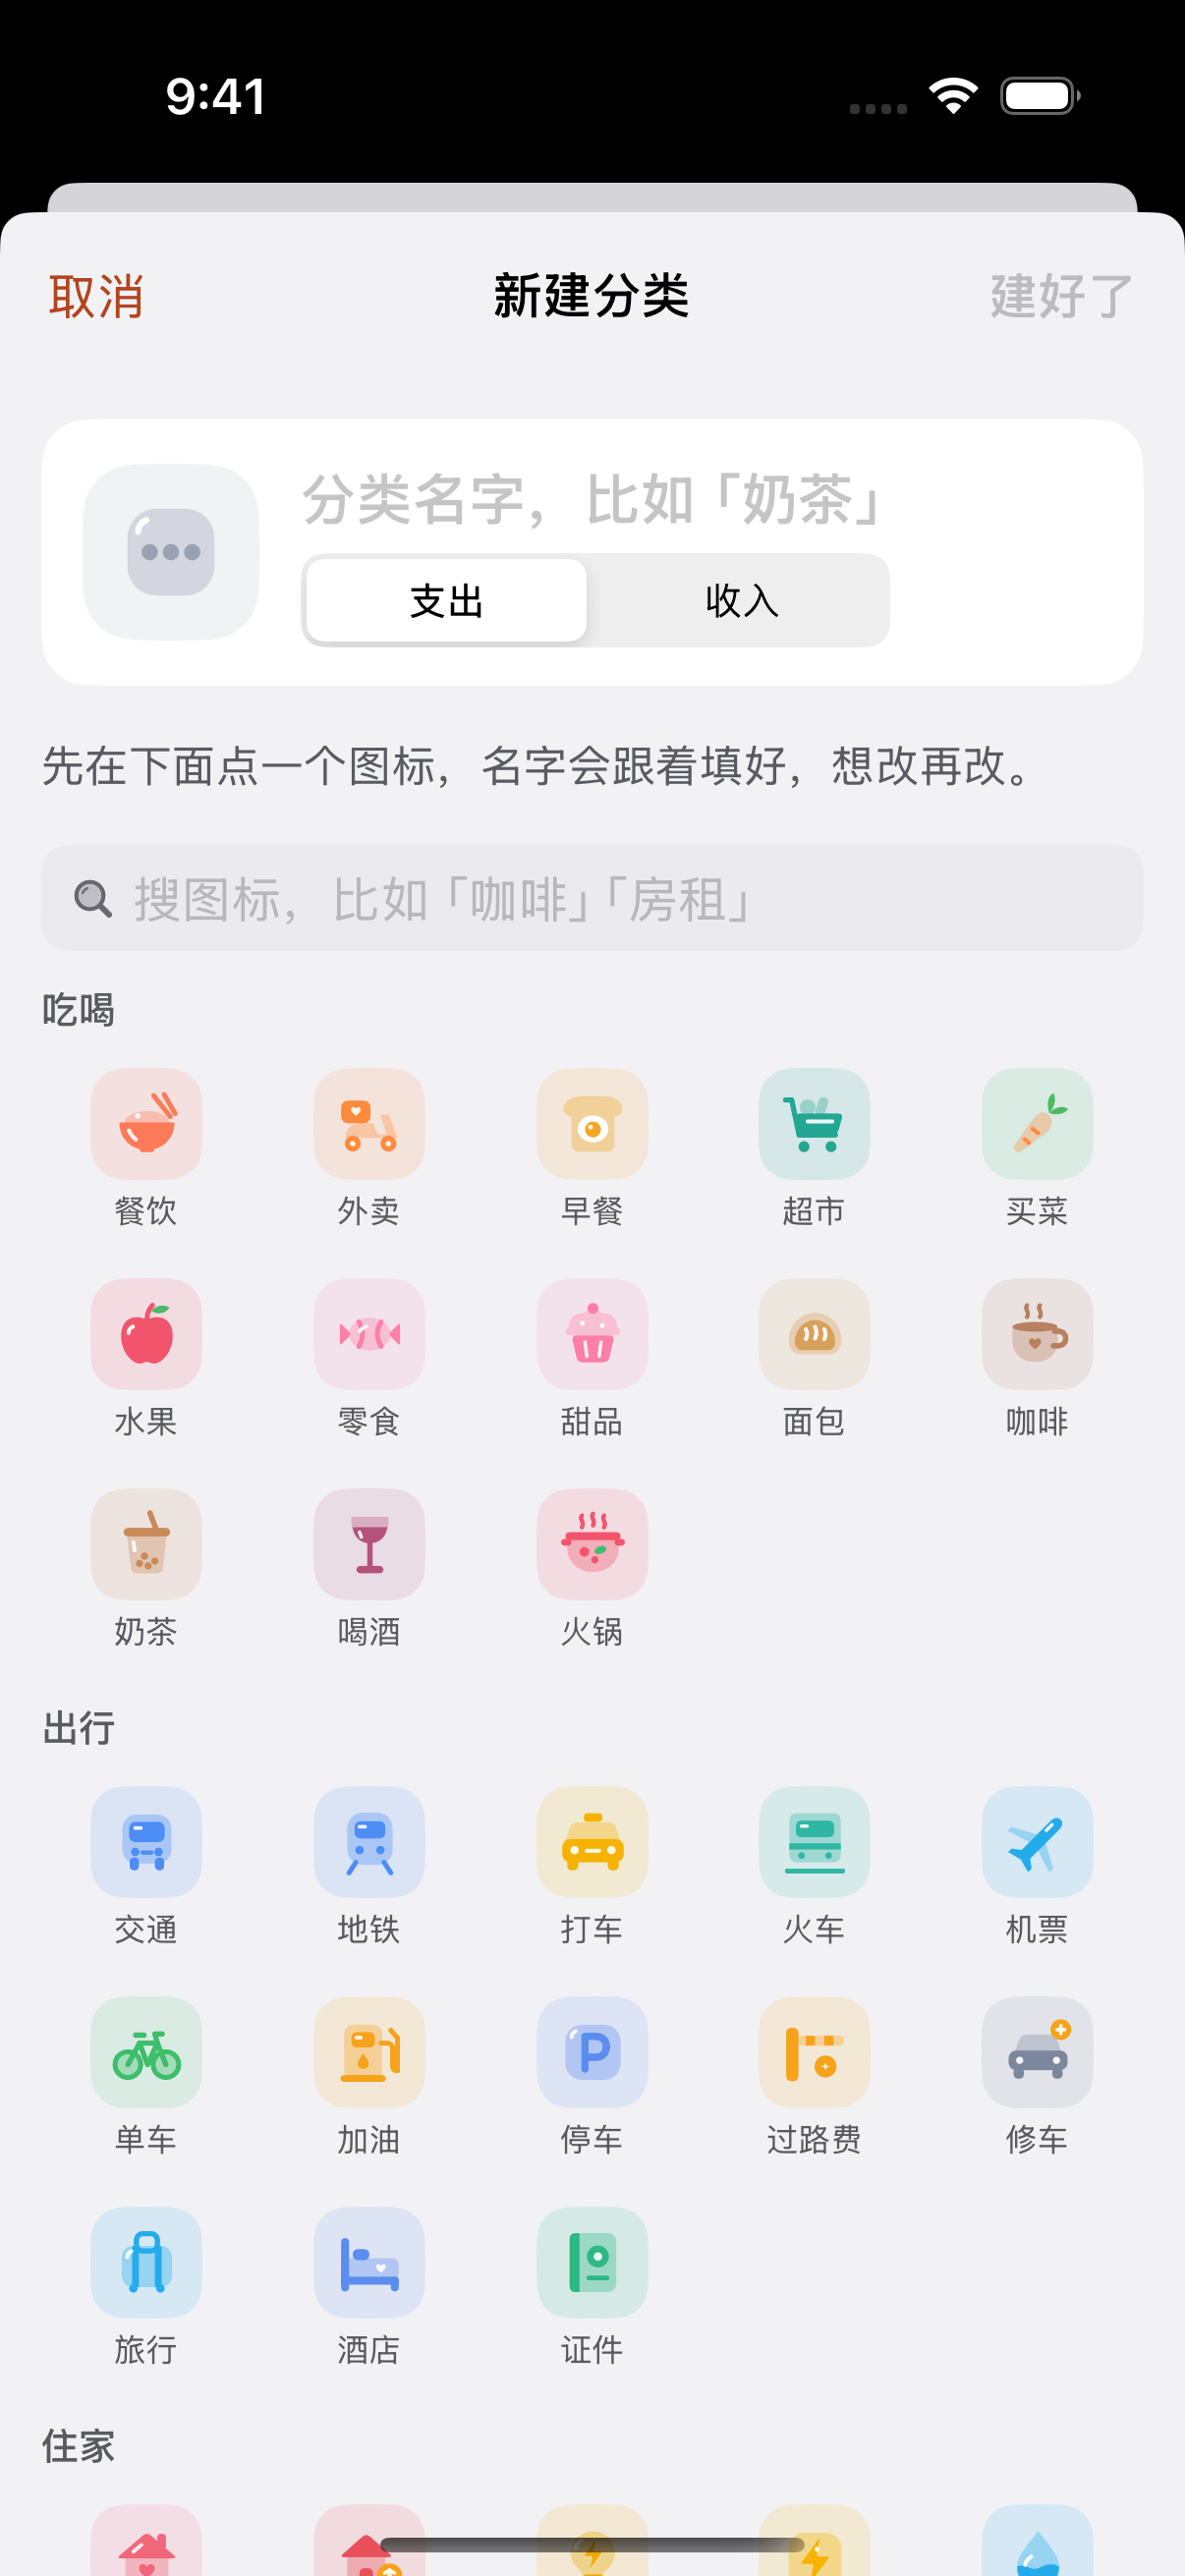 9:41
取消 新建分类 建好了
分类名字，比如「奶茶」
支出 收入
先在下面点一个图标，名字会跟着填好，想改再改。
搜图标，比如「咖啡」「房租」
吃喝
餐饮 外卖 早餐 超市 买菜
水果 零食 甜品 面包 咖啡
奶茶 喝酒 火锅
出行
交通 地铁 打车 火车 机票
P
单车 加油 停车 过路费 修车
旅行 酒店 证件
住家